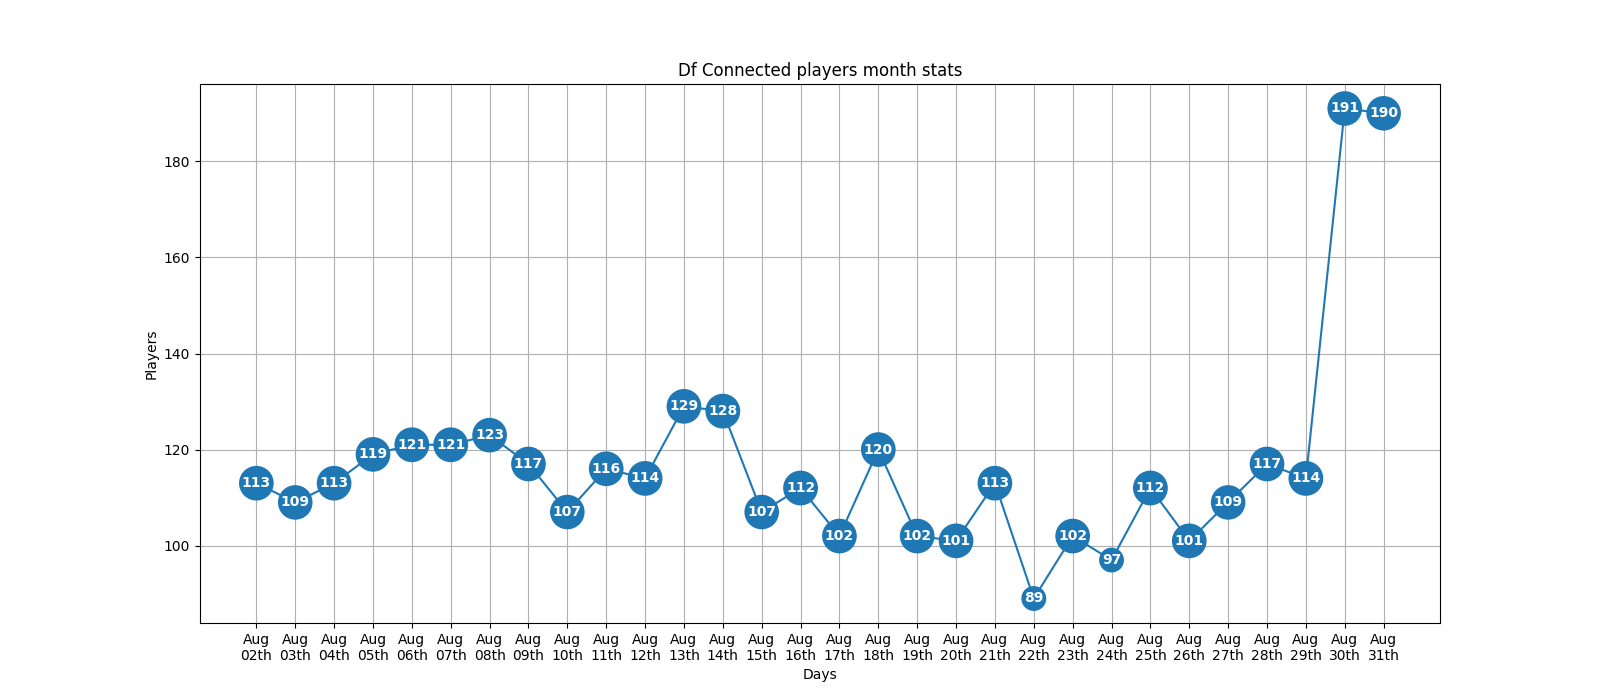 Df Connected players month stats
Players
180
160
140
120
100
113 109 113 119 121 121 123 117 107 116 114 129 128 107 112 102 120 102 101 113 89 102 97 112 101 109 117 114 191 190
Aug Aug Aug Aug Aug Aug Aug Aug Aug Aug Aug Aug Aug Aug Aug Aug Aug Aug Aug Aug Aug Aug Aug Aug Aug Aug Aug Aug Aug Aug
02th 03th 04th 05th 06th 07th 08th 09th 10th 11th 12th 13th 14th 15th 16th 17th 18th 19th 20th 21th 22th 23th 24th 25th 26th 27th 28th 29th 30th 31th
Days